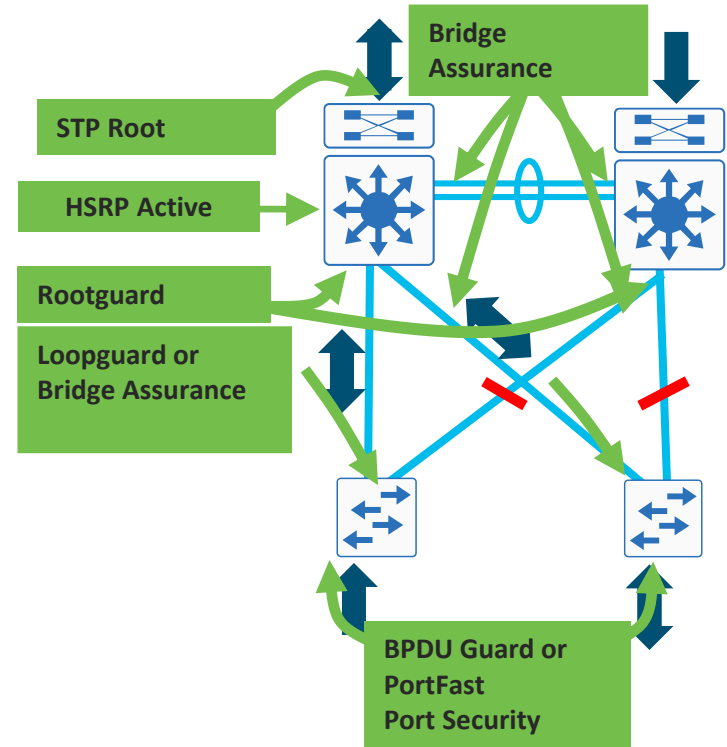 Bridge
Assurance
STP Root
HSRP Active
Rootguard
Loopguard or
Bridge Assurance
BPDU Guard or
PortFast
Port Security